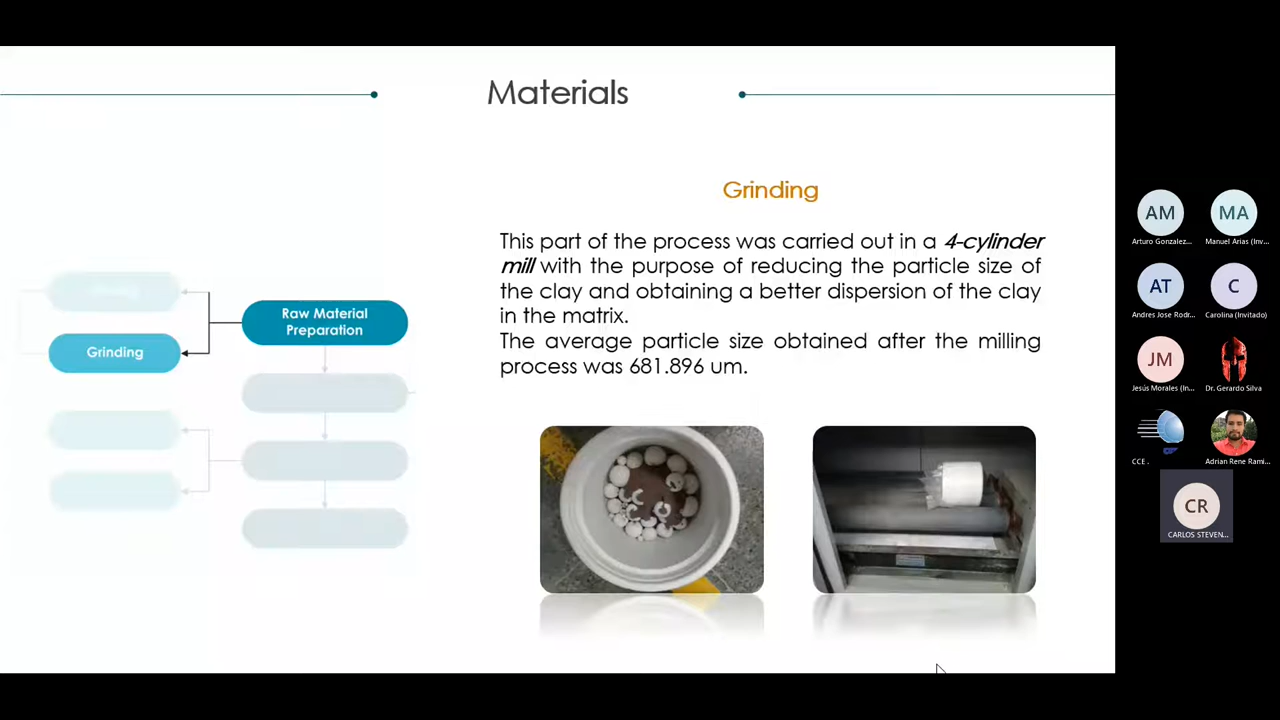 Materials
Grinding
This part of the process was carried out in a 4-cylinder
mill with the purpose of reducing the particle size of
the clay and obtaining a better dispersion of the clay
in the matrix.
The average particle size obtained after the milling
process was 681.896 um.
Raw Material
Preparation
Grinding
AM
Arturo Gonzalez...
MA
Manuel Arias (Inv...
AT
Andres Jose Rodr...
C
Carolina (Invitado)
JM
Jesús Morales (In...
Dr. Gerardo Silva
CCE .
Adrian Rene Rami...
CR
CARLOS STEVEN...